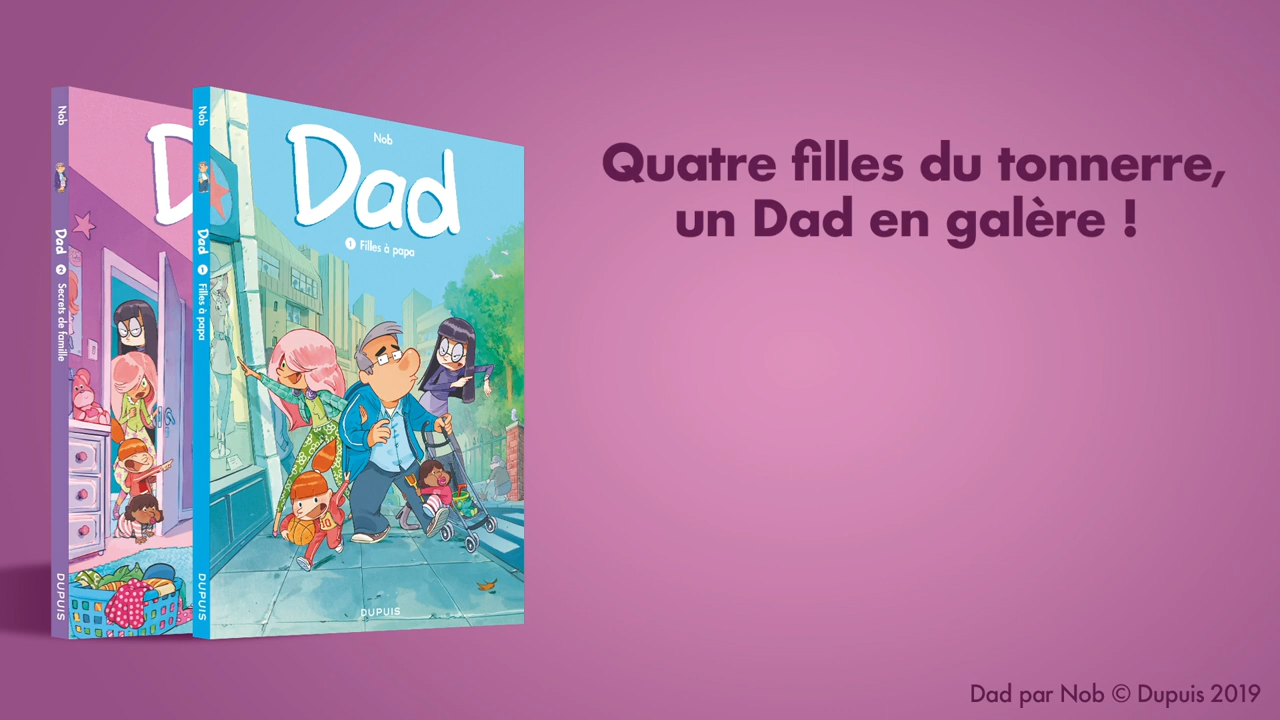 Nob
Dad
2 Secrets de famille
DUPUIS
D
Nob
Dad
1 Filles à papa
DUPUIS
Nob
Dad
1 Filles à papa
10
DUPUIS
Quatre filles du tonnerre,
un Dad en galère !
Dad par Nob © Dupuis 2019